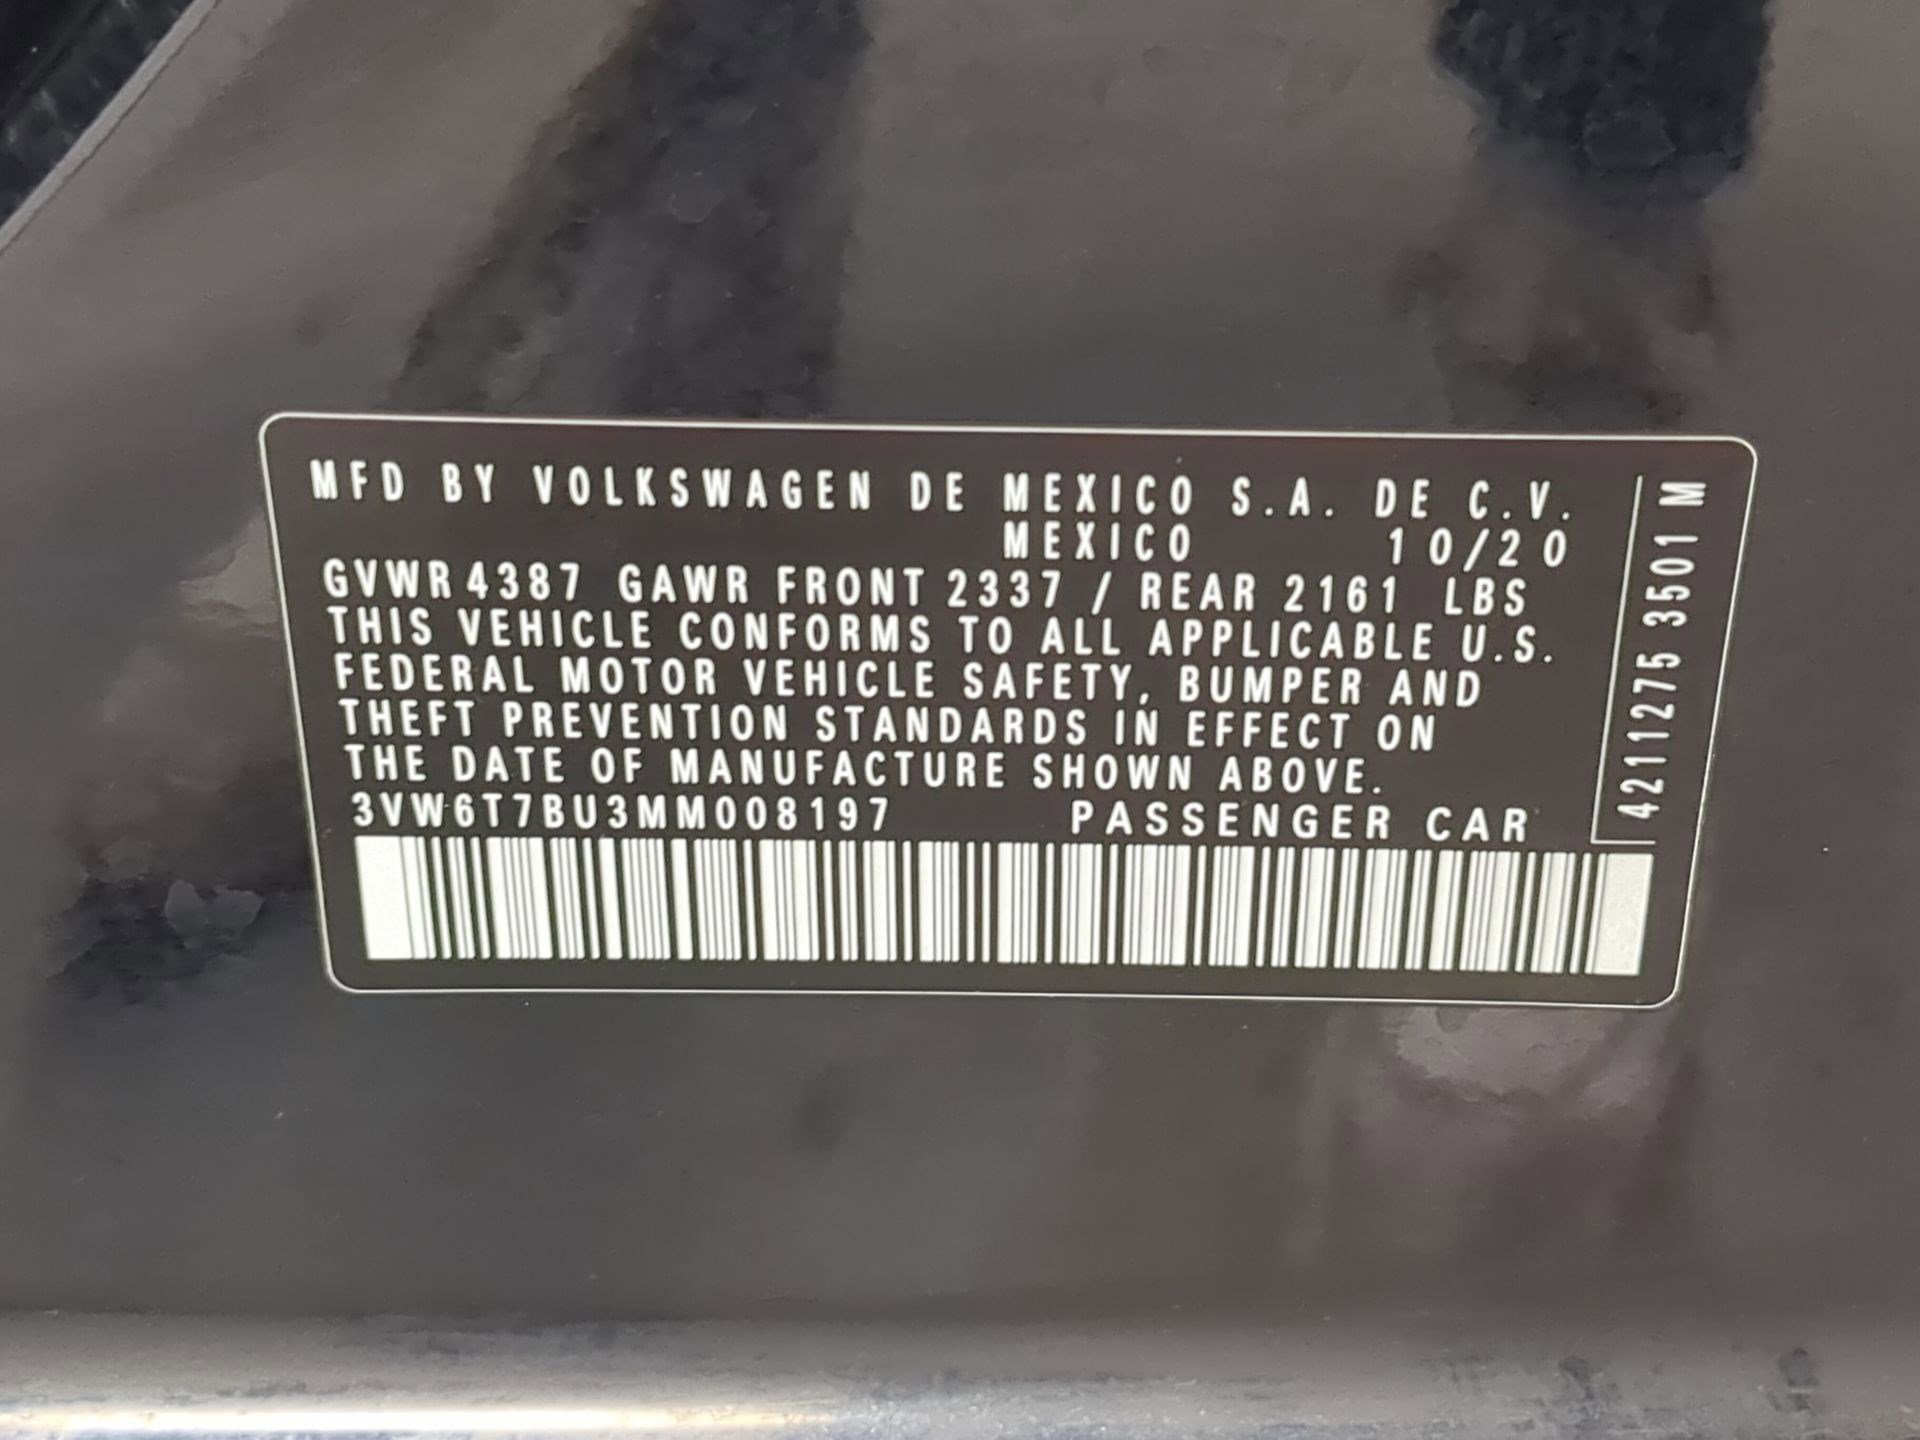 MFD BY VOLKSWAGEN DE MEXICO S.A. DE C.V.
MEXICO 10/20
GVWR 4387 GAWR FRONT 2337 / REAR 2161 LBS
THIS VEHICLE CONFORMS TO ALL APPLICABLE U.S.
FEDERAL MOTOR VEHICLE SAFETY, BUMPER AND
THEFT PREVENTION STANDARDS IN EFFECT ON
THE DATE OF MANUFACTURE SHOWN ABOVE.
3VW6T7BU3MM008197 PASSENGER CAR
4211275 3501 M